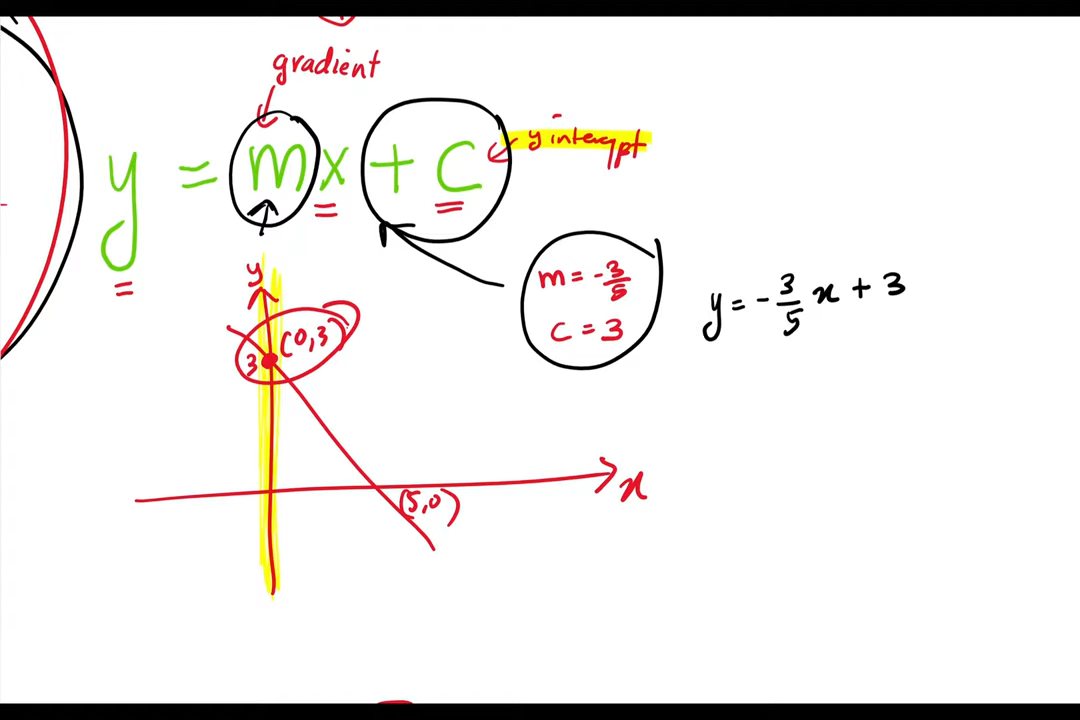 gradient
y = mx + c
y intercept
m = -3/5
c = 3
y = -3/5 x + 3
y
(0,3)
3
x
(5,0)